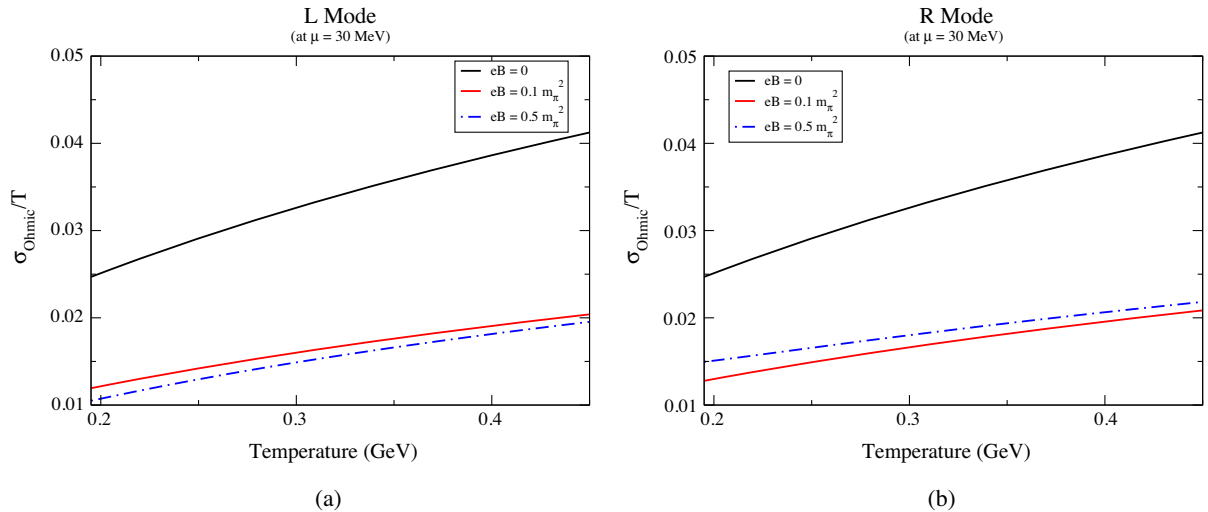 L Mode
(at μ = 30 MeV)
0.05
0.04
0.03
0.02
0.01
σ_Ohmic/T
eB = 0
eB = 0.1 m_π^2
eB = 0.5 m_π^2
0.2
0.3
0.4
Temperature (GeV)
(a)
R Mode
(at μ = 30 MeV)
0.05
0.04
0.03
0.02
0.01
σ_Ohmic/T
eB = 0
eB = 0.1 m_π^2
eB = 0.5 m_π^2
0.2
0.3
0.4
Temperature (GeV)
(b)